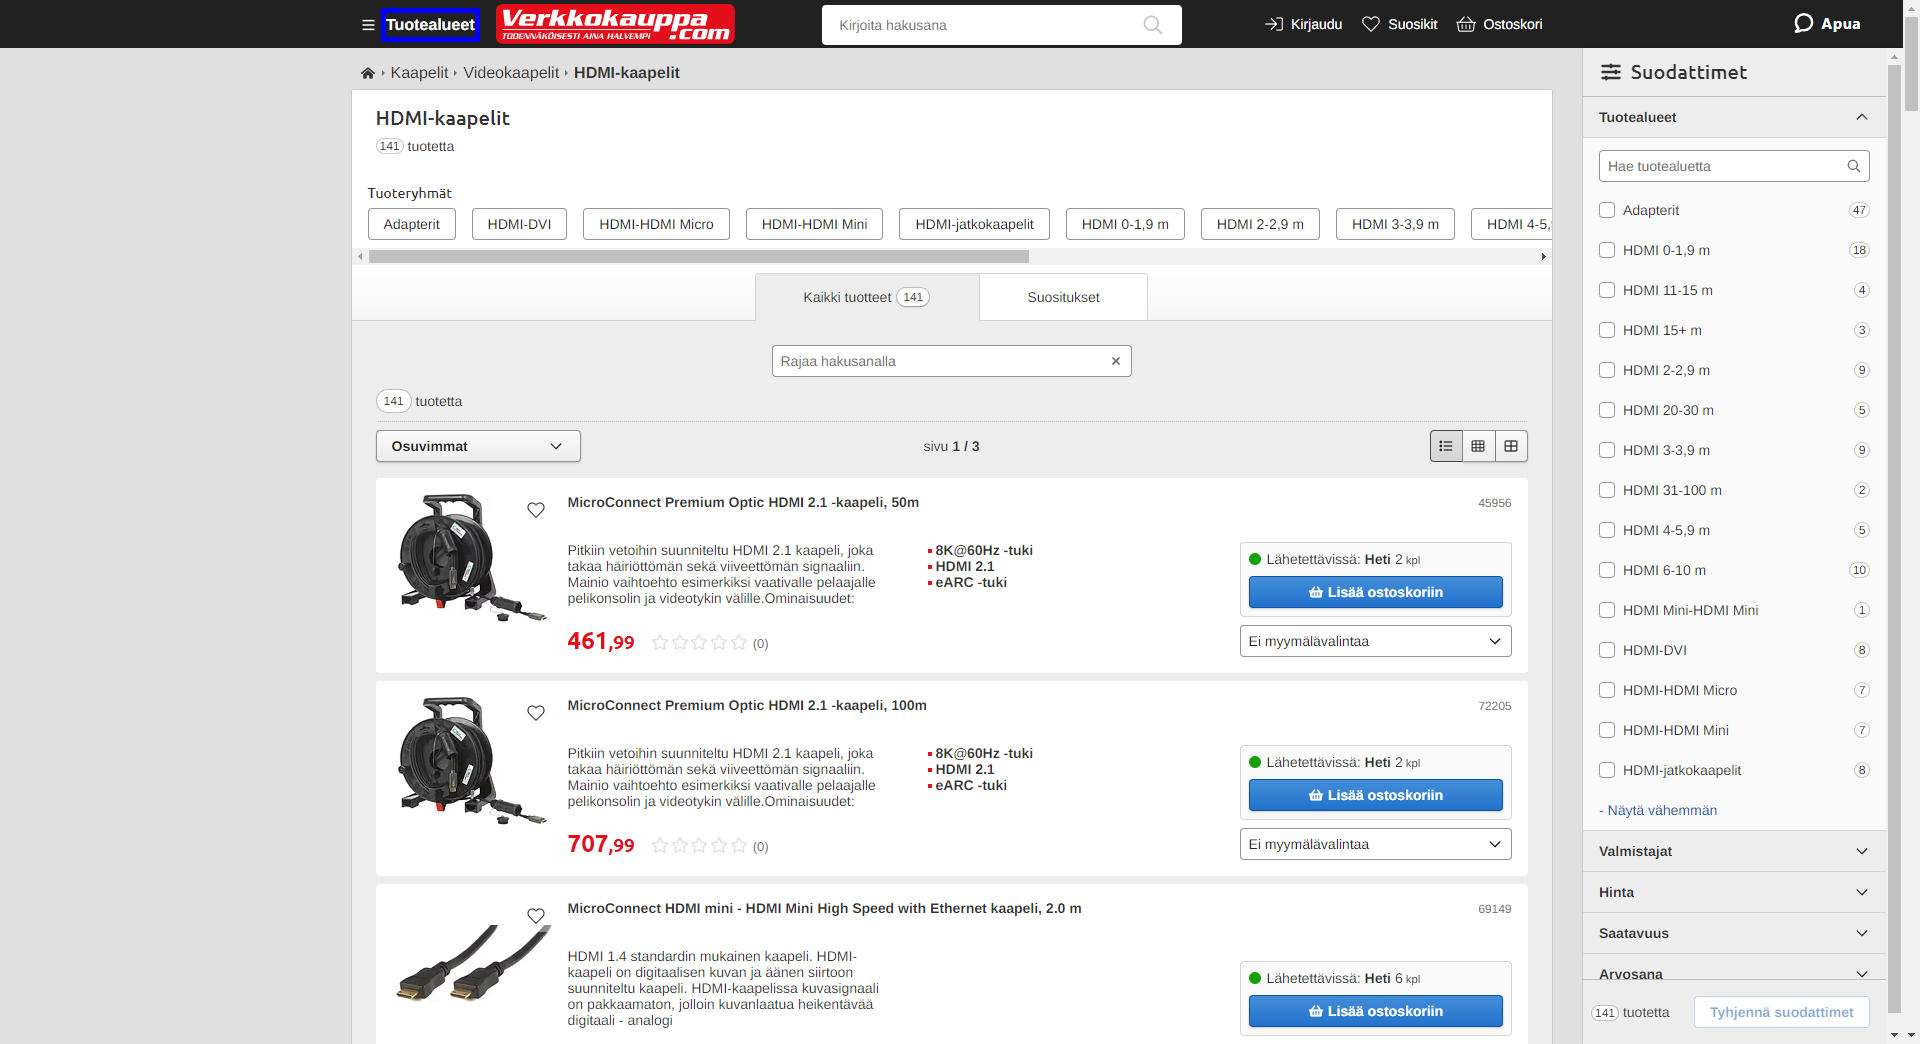 Tuotealueet
Verkkokauppa.com
TODENNÄKÖISESTI AINA HALVEMPI
Kirjoita hakusana
Kirjaudu
Suosikit
Ostoskori
Apua
Kaapelit
Videokaapelit
HDMI-kaapelit
HDMI-kaapelit
141 tuotetta
Tuoteryhmät
Adapterit
HDMI-DVI
HDMI-HDMI Micro
HDMI-HDMI Mini
HDMI-jatkokaapelit
HDMI 0-1,9 m
HDMI 2-2,9 m
HDMI 3-3,9 m
HDMI 4-5,
Kaikki tuotteet 141
Suositukset
Rajaa hakusanalla
141 tuotetta
Osuvimmat
sivu 1 / 3
MicroConnect Premium Optic HDMI 2.1 -kaapeli, 50m
45956
Pitkiin vetoihin suunniteltu HDMI 2.1 kaapeli, joka
takaa häiriöttömän sekä viiveettömän signaaliin.
Mainio vaihtoehto esimerkiksi vaativalle pelaajalle
pelikonsolin ja videotykin välille.Ominaisuudet:
8K@60Hz -tuki
HDMI 2.1
eARC -tuki
Lähetettävissä: Heti 2 kpl
Lisää ostoskoriin
461,99
(0)
Ei myymälävalintaa
MicroConnect Premium Optic HDMI 2.1 -kaapeli, 100m
72205
Pitkiin vetoihin suunniteltu HDMI 2.1 kaapeli, joka
takaa häiriöttömän sekä viiveettömän signaaliin.
Mainio vaihtoehto esimerkiksi vaativalle pelaajalle
pelikonsolin ja videotykin välille.Ominaisuudet:
8K@60Hz -tuki
HDMI 2.1
eARC -tuki
Lähetettävissä: Heti 2 kpl
Lisää ostoskoriin
707,99
(0)
Ei myymälävalintaa
MicroConnect HDMI mini - HDMI Mini High Speed with Ethernet kaapeli, 2.0 m
69149
HDMI 1.4 standardin mukainen kaapeli. HDMI-
kaapeli on digitaalisen kuvan ja äänen siirtoon
suunniteltu kaapeli. HDMI-kaapelissa kuvasignaali
on pakkaamaton, jolloin kuvanlaatua heikentävää
digitaali - analogi
Lähetettävissä: Heti 6 kpl
Lisää ostoskoriin
Suodattimet
Tuotealueet
Hae tuotealuetta
Adapterit 47
HDMI 0-1,9 m 18
HDMI 11-15 m 4
HDMI 15+ m 3
HDMI 2-2,9 m 9
HDMI 20-30 m 5
HDMI 3-3,9 m 9
HDMI 31-100 m 2
HDMI 4-5,9 m 5
HDMI 6-10 m 10
HDMI Mini-HDMI Mini 1
HDMI-DVI 8
HDMI-HDMI Micro 7
HDMI-HDMI Mini 7
HDMI-jatkokaapelit 8
- Näytä vähemmän
Valmistajat
Hinta
Saatavuus
Arvosana
141 tuotetta
Tyhjennä suodattimet